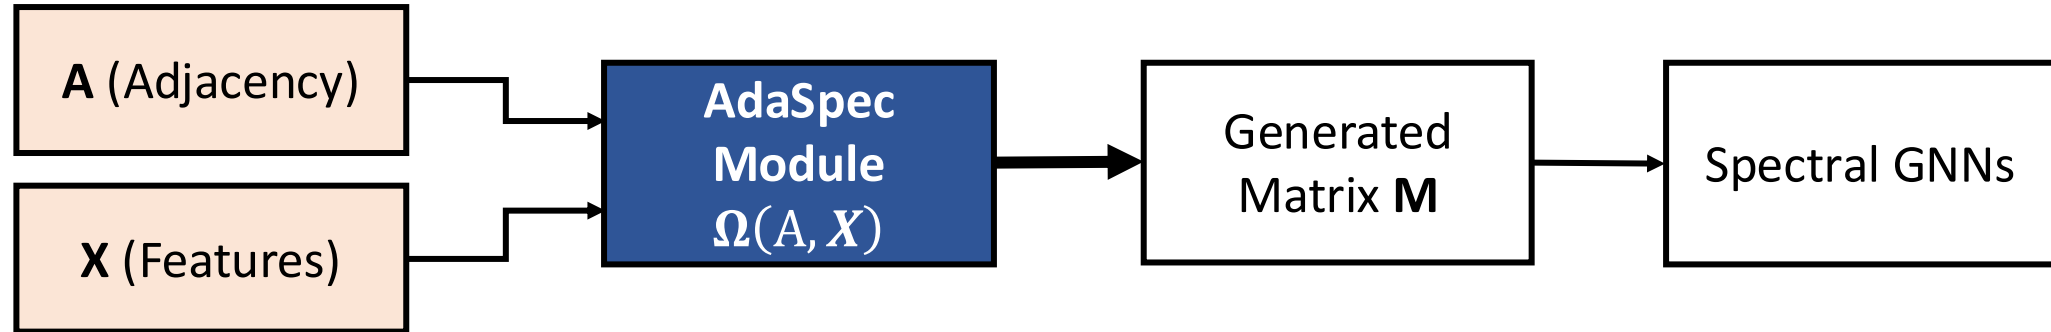 A (Adjacency)
X (Features)
AdaSpec
Module
Ω(A, X)
Generated
Matrix M
Spectral GNNs